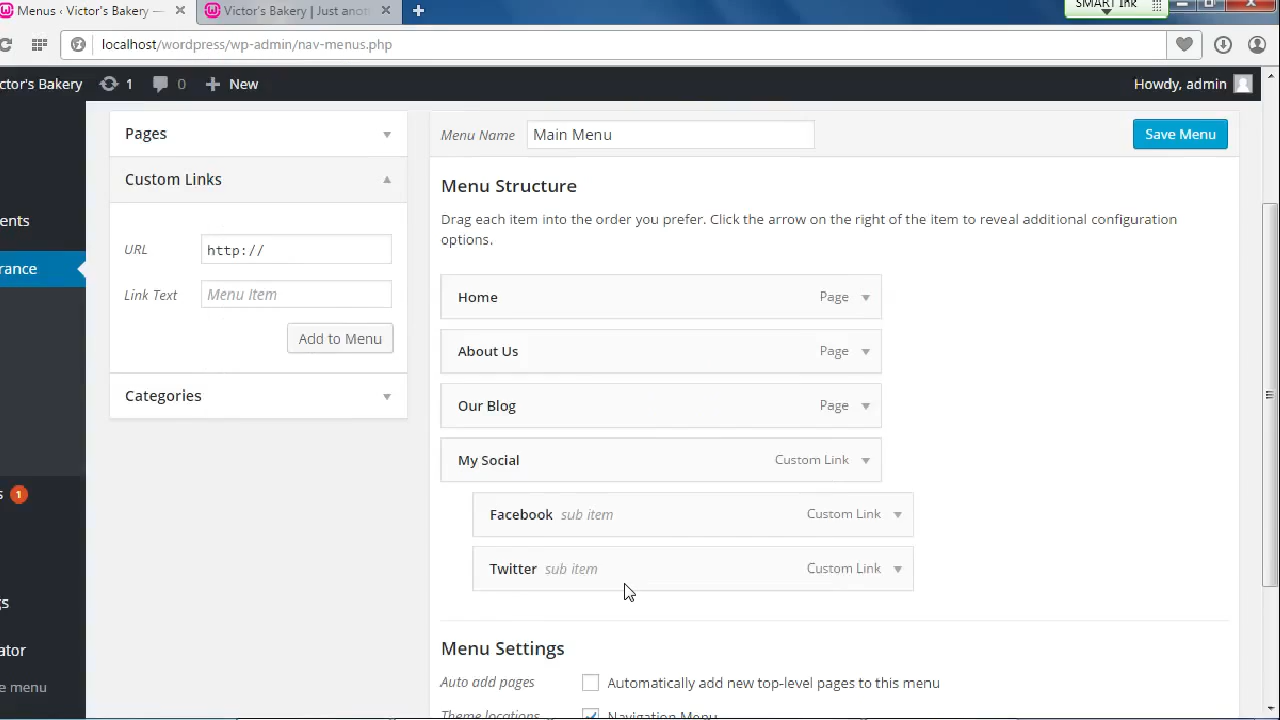 Menus ‹ Victor's Bakery —
Victor's Bakery | Just anot
SMART Ink
localhost/wordpress/wp-admin/nav-menus.php
ctor's Bakery 1 0 New Howdy, admin
ents
rance
s 1
gs
ator
e menu
Pages
Custom Links
URL http://
Link Text Menu Item
Add to Menu
Categories
Menu Name Main Menu Save Menu
Menu Structure
Drag each item into the order you prefer. Click the arrow on the right of the item to reveal additional configuration
options.
Home Page
About Us Page
Our Blog Page
My Social Custom Link
Facebook sub item Custom Link
Twitter sub item Custom Link
Menu Settings
Auto add pages Automatically add new top-level pages to this menu
Theme locations Navigation Menu